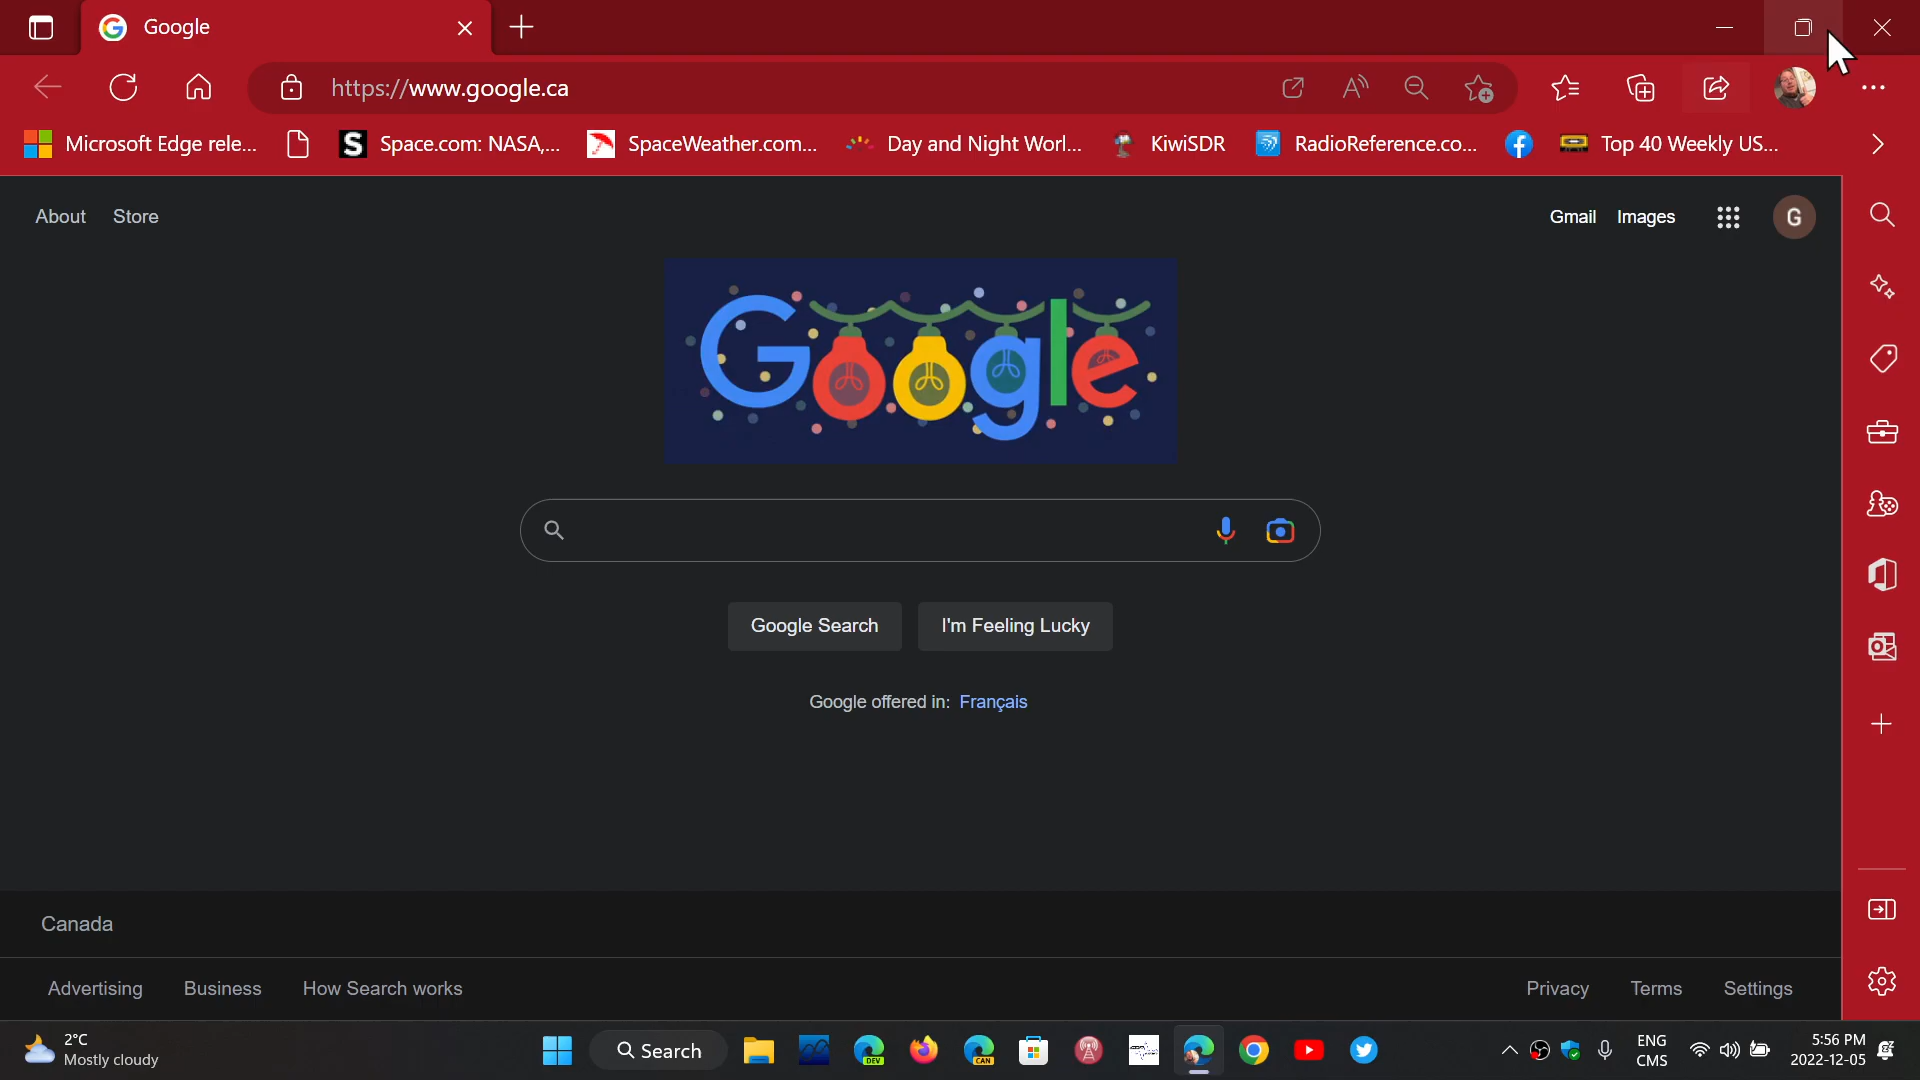 Google
https://www.google.ca
Microsoft Edge rele...
Space.com: NASA,...
SpaceWeather.com...
Day and Night Worl...
KiwiSDR
RadioReference.co...
Top 40 Weekly US...
About
Store
Gmail
Images
G
Google
Google Search
I'm Feeling Lucky
Google offered in: Français
Canada
Advertising
Business
How Search works
Privacy
Terms
Settings
2°C
Mostly cloudy
Search
DEV
CAN
ENG
CMS
5:56 PM
2022-12-05